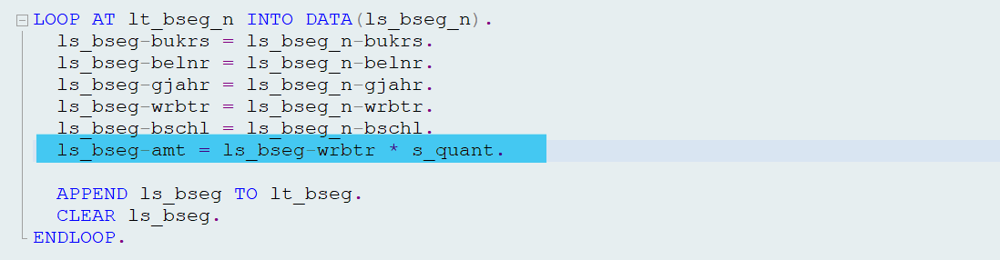 LOOP AT lt_bseg_n INTO DATA(ls_bseg_n).
ls_bseg-bukrs = ls_bseg_n-bukrs.
ls_bseg-belnr = ls_bseg_n-belnr.
ls_bseg-gjahr = ls_bseg_n-gjahr.
ls_bseg-wrbtr = ls_bseg_n-wrbtr.
ls_bseg-bschl = ls_bseg_n-bschl.
ls_bseg-amt = ls_bseg-wrbtr * s_quant.
APPEND ls_bseg TO lt_bseg.
CLEAR ls_bseg.
ENDLOOP.